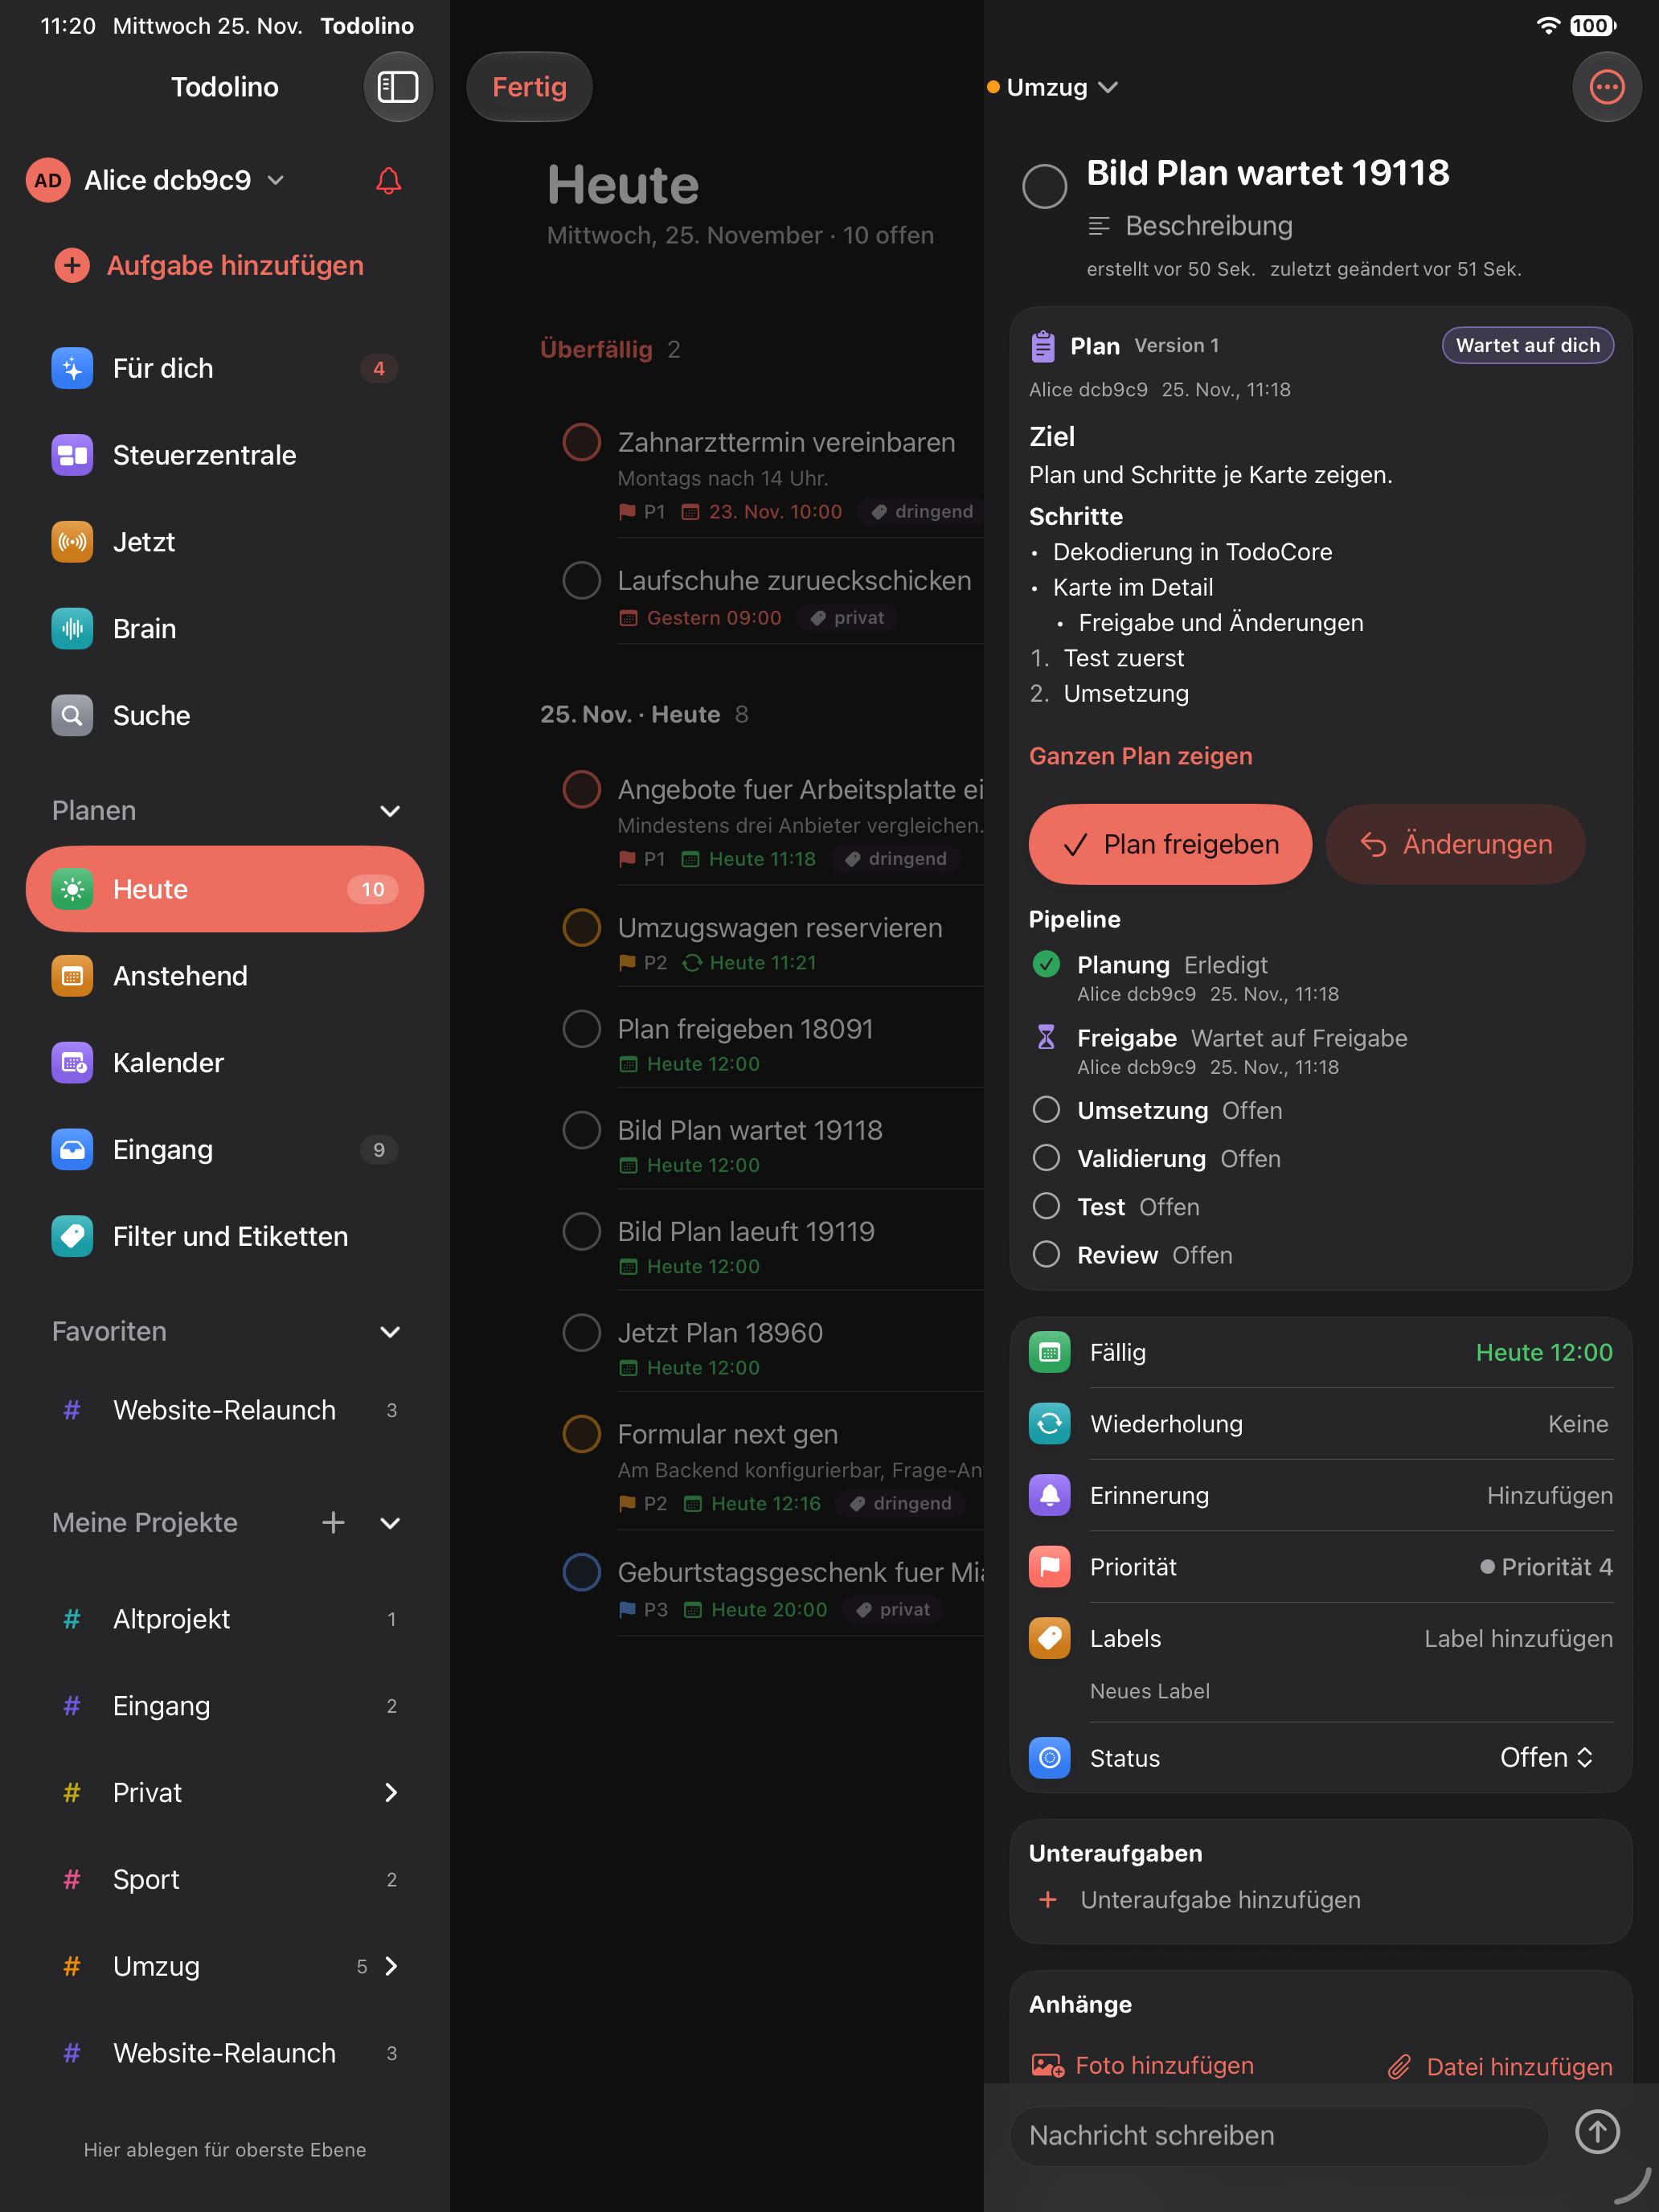 11:20 Mittwoch 25. Nov. Todolino
100
Todolino
AD Alice dcb9c9
Aufgabe hinzufügen
Für dich 4
Steuerzentrale
Jetzt
Brain
Suche
Planen
Heute 10
Anstehend
Kalender
Eingang 9
Filter und Etiketten
Favoriten
# Website-Relaunch 3
Meine Projekte
# Altprojekt 1
# Eingang 2
# Privat
# Sport 2
# Umzug 5
# Website-Relaunch 3
Hier ablegen für oberste Ebene
Fertig
Heute
Mittwoch, 25. November · 10 offen
Überfällig 2
Zahnarzttermin vereinbaren
Montags nach 14 Uhr.
P1 23. Nov. 10:00 dringend
Laufschuhe zurueckschicken
Gestern 09:00 privat
25. Nov. · Heute 8
Angebote fuer Arbeitsplatte ei
Mindestens drei Anbieter vergleichen.
P1 Heute 11:18 dringend
Umzugswagen reservieren
P2 Heute 11:21
Plan freigeben 18091
Heute 12:00
Bild Plan wartet 19118
Heute 12:00
Bild Plan laeuft 19119
Heute 12:00
Jetzt Plan 18960
Heute 12:00
Formular next gen
Am Backend konfigurierbar, Frage-An
P2 Heute 12:16 dringend
Geburtstagsgeschenk fuer Mia
P3 Heute 20:00 privat
Umzug
Bild Plan wartet 19118
Beschreibung
erstellt vor 50 Sek. zuletzt geändert vor 51 Sek.
Plan Version 1 Wartet auf dich
Alice dcb9c9 25. Nov., 11:18
Ziel
Plan und Schritte je Karte zeigen.
Schritte
• Dekodierung in TodoCore
• Karte im Detail
• Freigabe und Änderungen
1. Test zuerst
2. Umsetzung
Ganzen Plan zeigen
Plan freigeben Änderungen
Pipeline
Planung Erledigt
Alice dcb9c9 25. Nov., 11:18
Freigabe Wartet auf Freigabe
Alice dcb9c9 25. Nov., 11:18
Umsetzung Offen
Validierung Offen
Test Offen
Review Offen
Fällig Heute 12:00
Wiederholung Keine
Erinnerung Hinzufügen
Priorität Priorität 4
Labels Label hinzufügen
Neues Label
Status Offen
Unteraufgaben
+ Unteraufgabe hinzufügen
Anhänge
Foto hinzufügen Datei hinzufügen
Nachricht schreiben